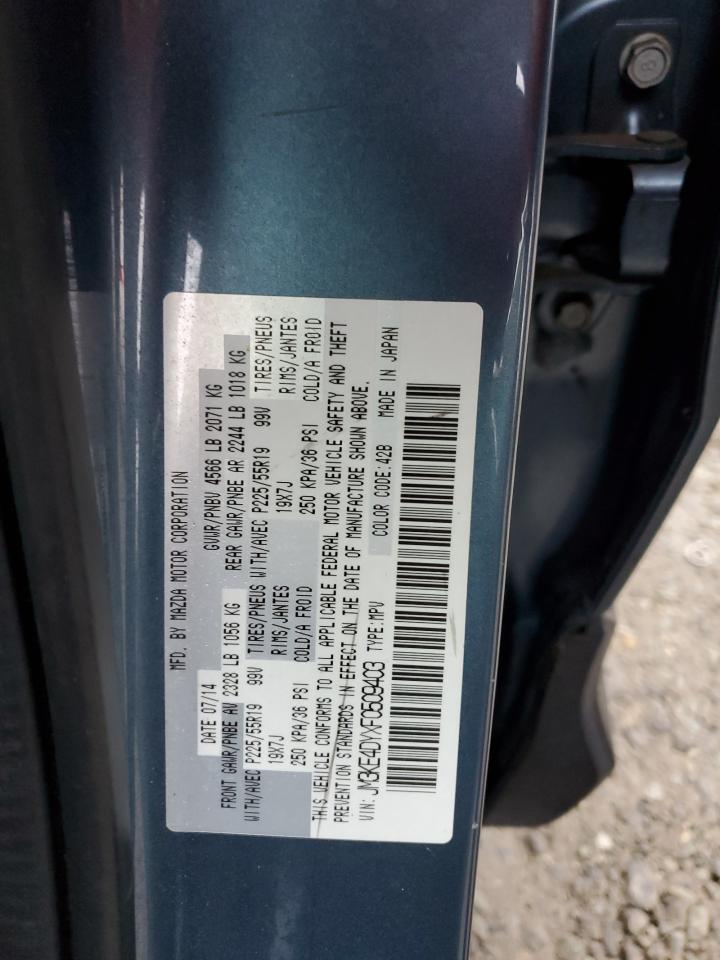 MFD. BY MAZDA MOTOR CORPORATION
DATE 07/14 GVWR/PNBV 4566 LB 2071 KG
FRONT GAWR/PNBE AV 2328 LB 1056 KG REAR GAWR/PNBE AR 2244 LB 1018 KG
WITH/AVEC P225/55R19 99V TIRES/PNEUS WITH/AVEC P225/55R19 99V TIRES/PNEUS
19X7J RIMS/JANTES 19X7J RIMS/JANTES
250 KPA/36 PSI COLD/A FROID 250 KPA/36 PSI COLD/A FROID
THIS VEHICLE CONFORMS TO ALL APPLICABLE FEDERAL MOTOR VEHICLE SAFETY AND THEFT
PREVENTION STANDARDS IN EFFECT ON THE DATE OF MANUFACTURE SHOWN ABOVE.
VIN: JM3KE4DYXF0509403 TYPE:MPV COLOR CODE:42B MADE IN JAPAN
8